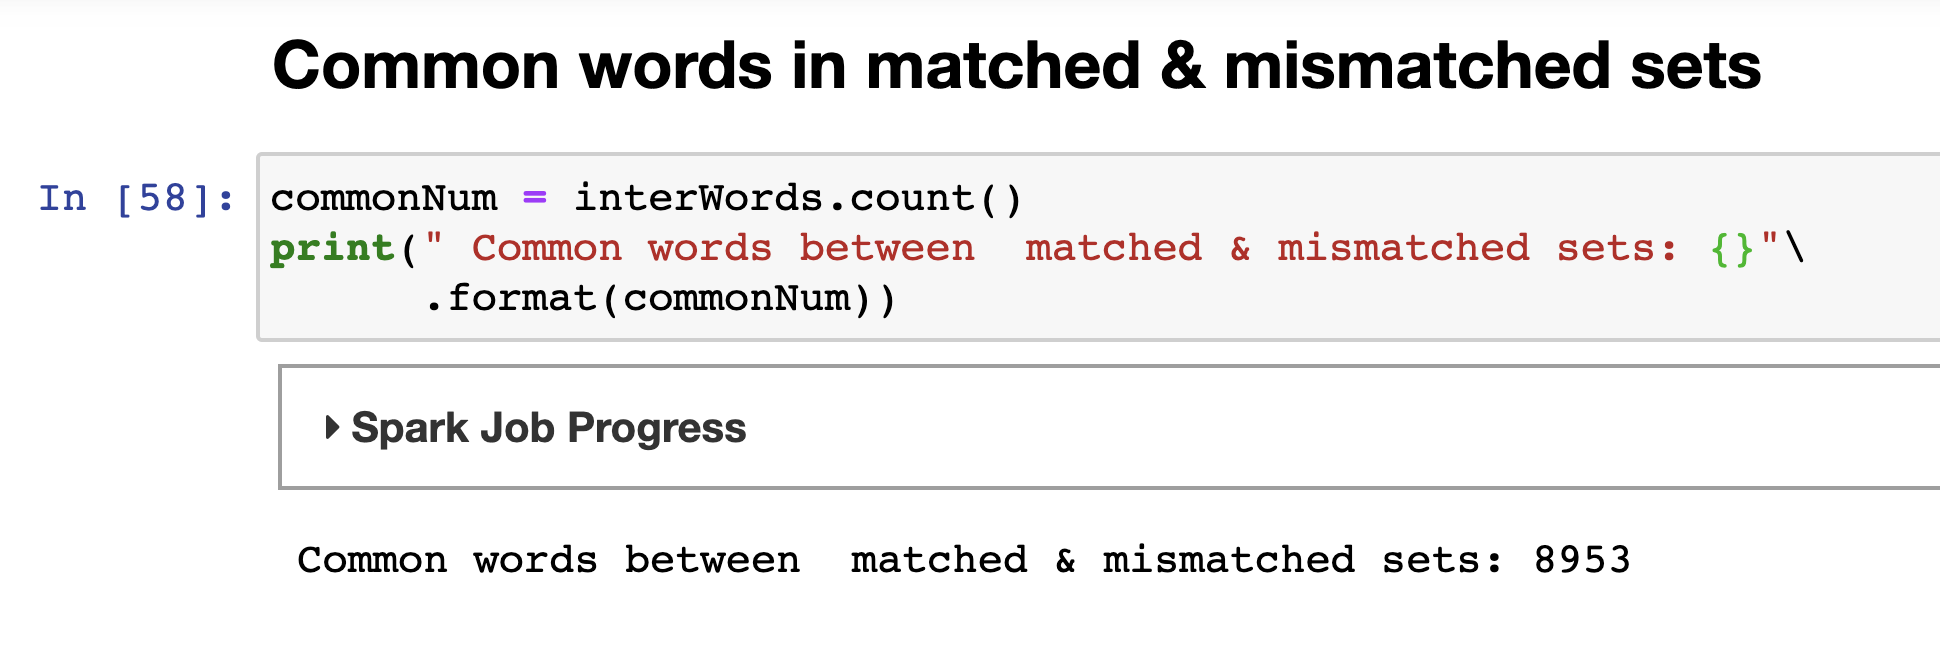 Common words in matched & mismatched sets
In [58]:
commonNum = interWords.count()
print(" Common words between  matched & mismatched sets: {}"\
.format(commonNum))
Spark Job Progress
Common words between  matched & mismatched sets: 8953